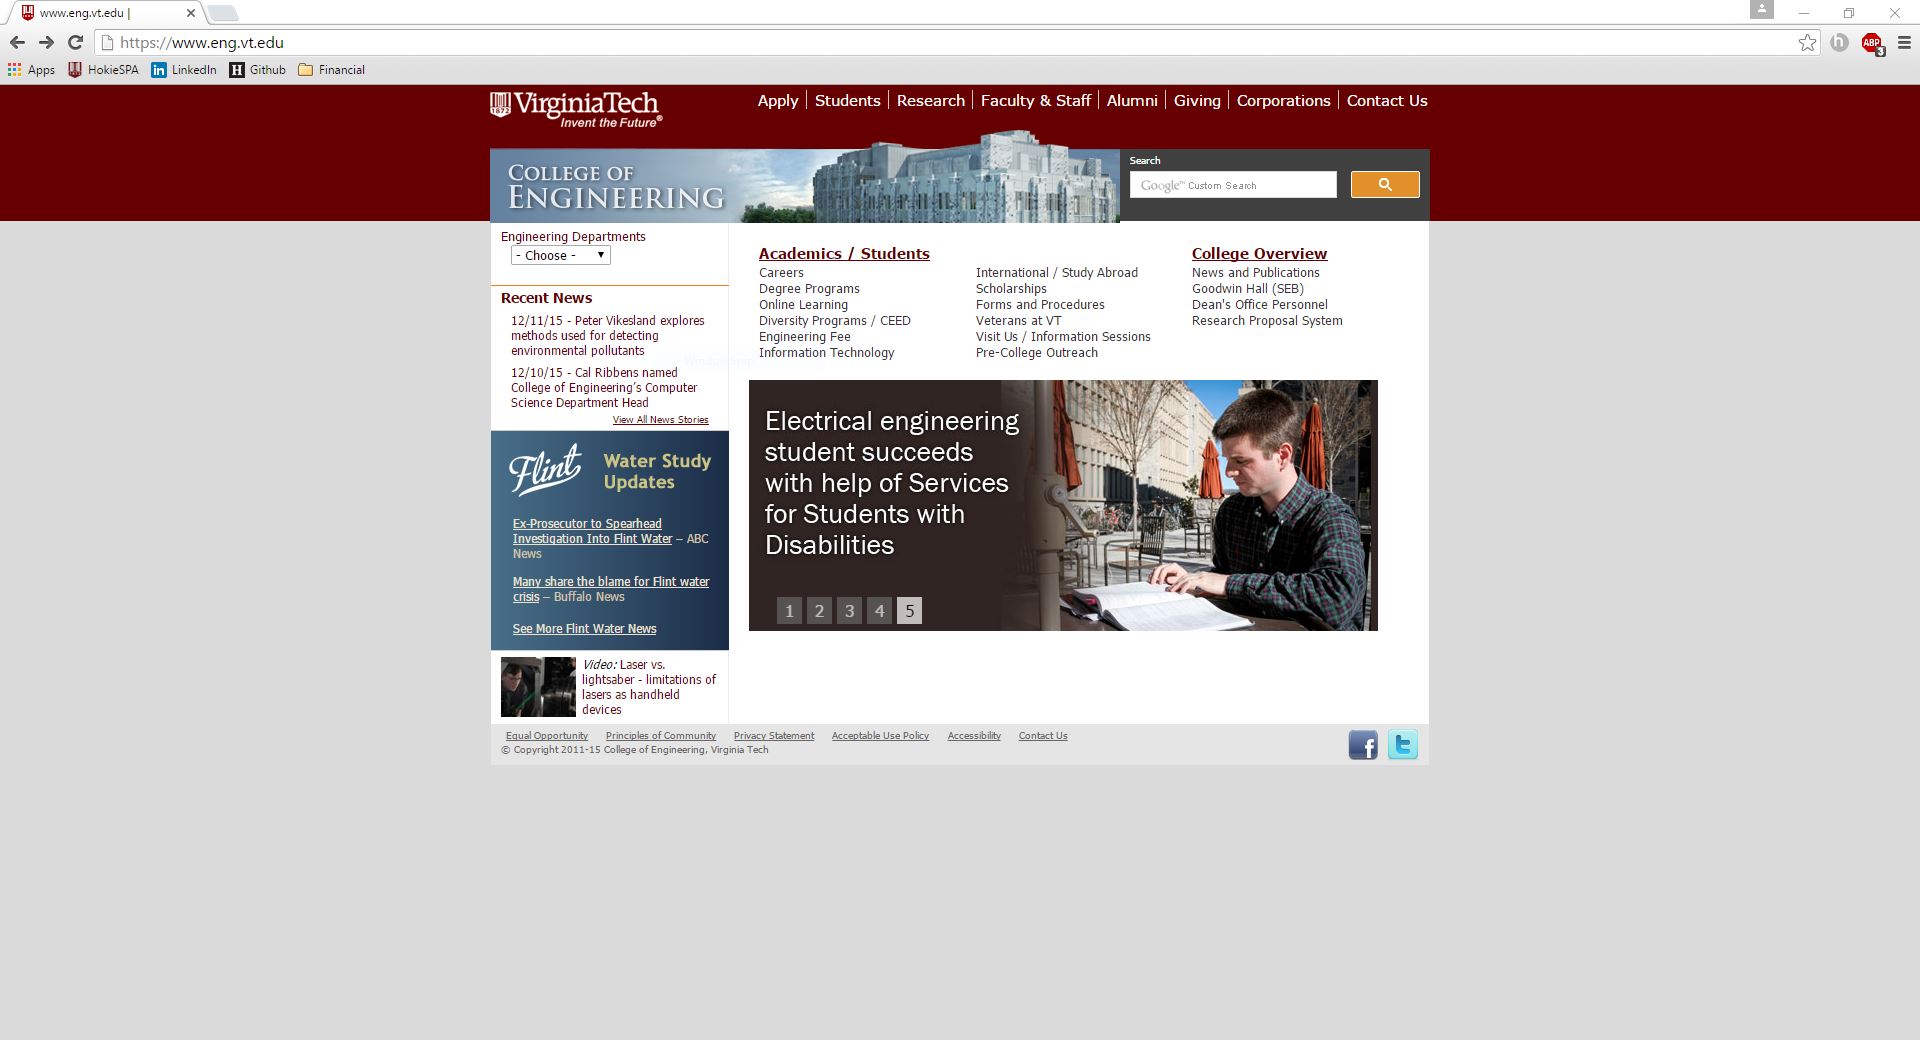 www.eng.vt.edu |
https://www.eng.vt.edu
ABP
3
Apps HokieSPA LinkedIn Github Financial
1872
VirginiaTech
Invent the Future®
Apply Students Research Faculty & Staff Alumni Giving Corporations Contact Us
COLLEGE OF
ENGINEERING
Search
Google™ Custom Search
Engineering Departments
- Choose -
Recent News
12/11/15 - Peter Vikesland explores
methods used for detecting
environmental pollutants
12/10/15 - Cal Ribbens named
College of Engineering’s Computer
Science Department Head
View All News Stories
Flint
Water Study
Updates
Ex-Prosecutor to Spearhead
Investigation Into Flint Water – ABC
News
Many share the blame for Flint water
crisis – Buffalo News
See More Flint Water News
Video: Laser vs.
lightsaber - limitations of
lasers as handheld
devices
Academics / Students
Careers
Degree Programs
Online Learning
Diversity Programs / CEED
Engineering Fee
Information Technology
International / Study Abroad
Scholarships
Forms and Procedures
Veterans at VT
Visit Us / Information Sessions
Pre-College Outreach
College Overview
News and Publications
Goodwin Hall (SEB)
Dean's Office Personnel
Research Proposal System
Electrical engineering
student succeeds
with help of Services
for Students with
Disabilities
1 2 3 4 5
Equal Opportunity Principles of Community Privacy Statement Acceptable Use Policy Accessibility Contact Us
© Copyright 2011-15 College of Engineering, Virginia Tech